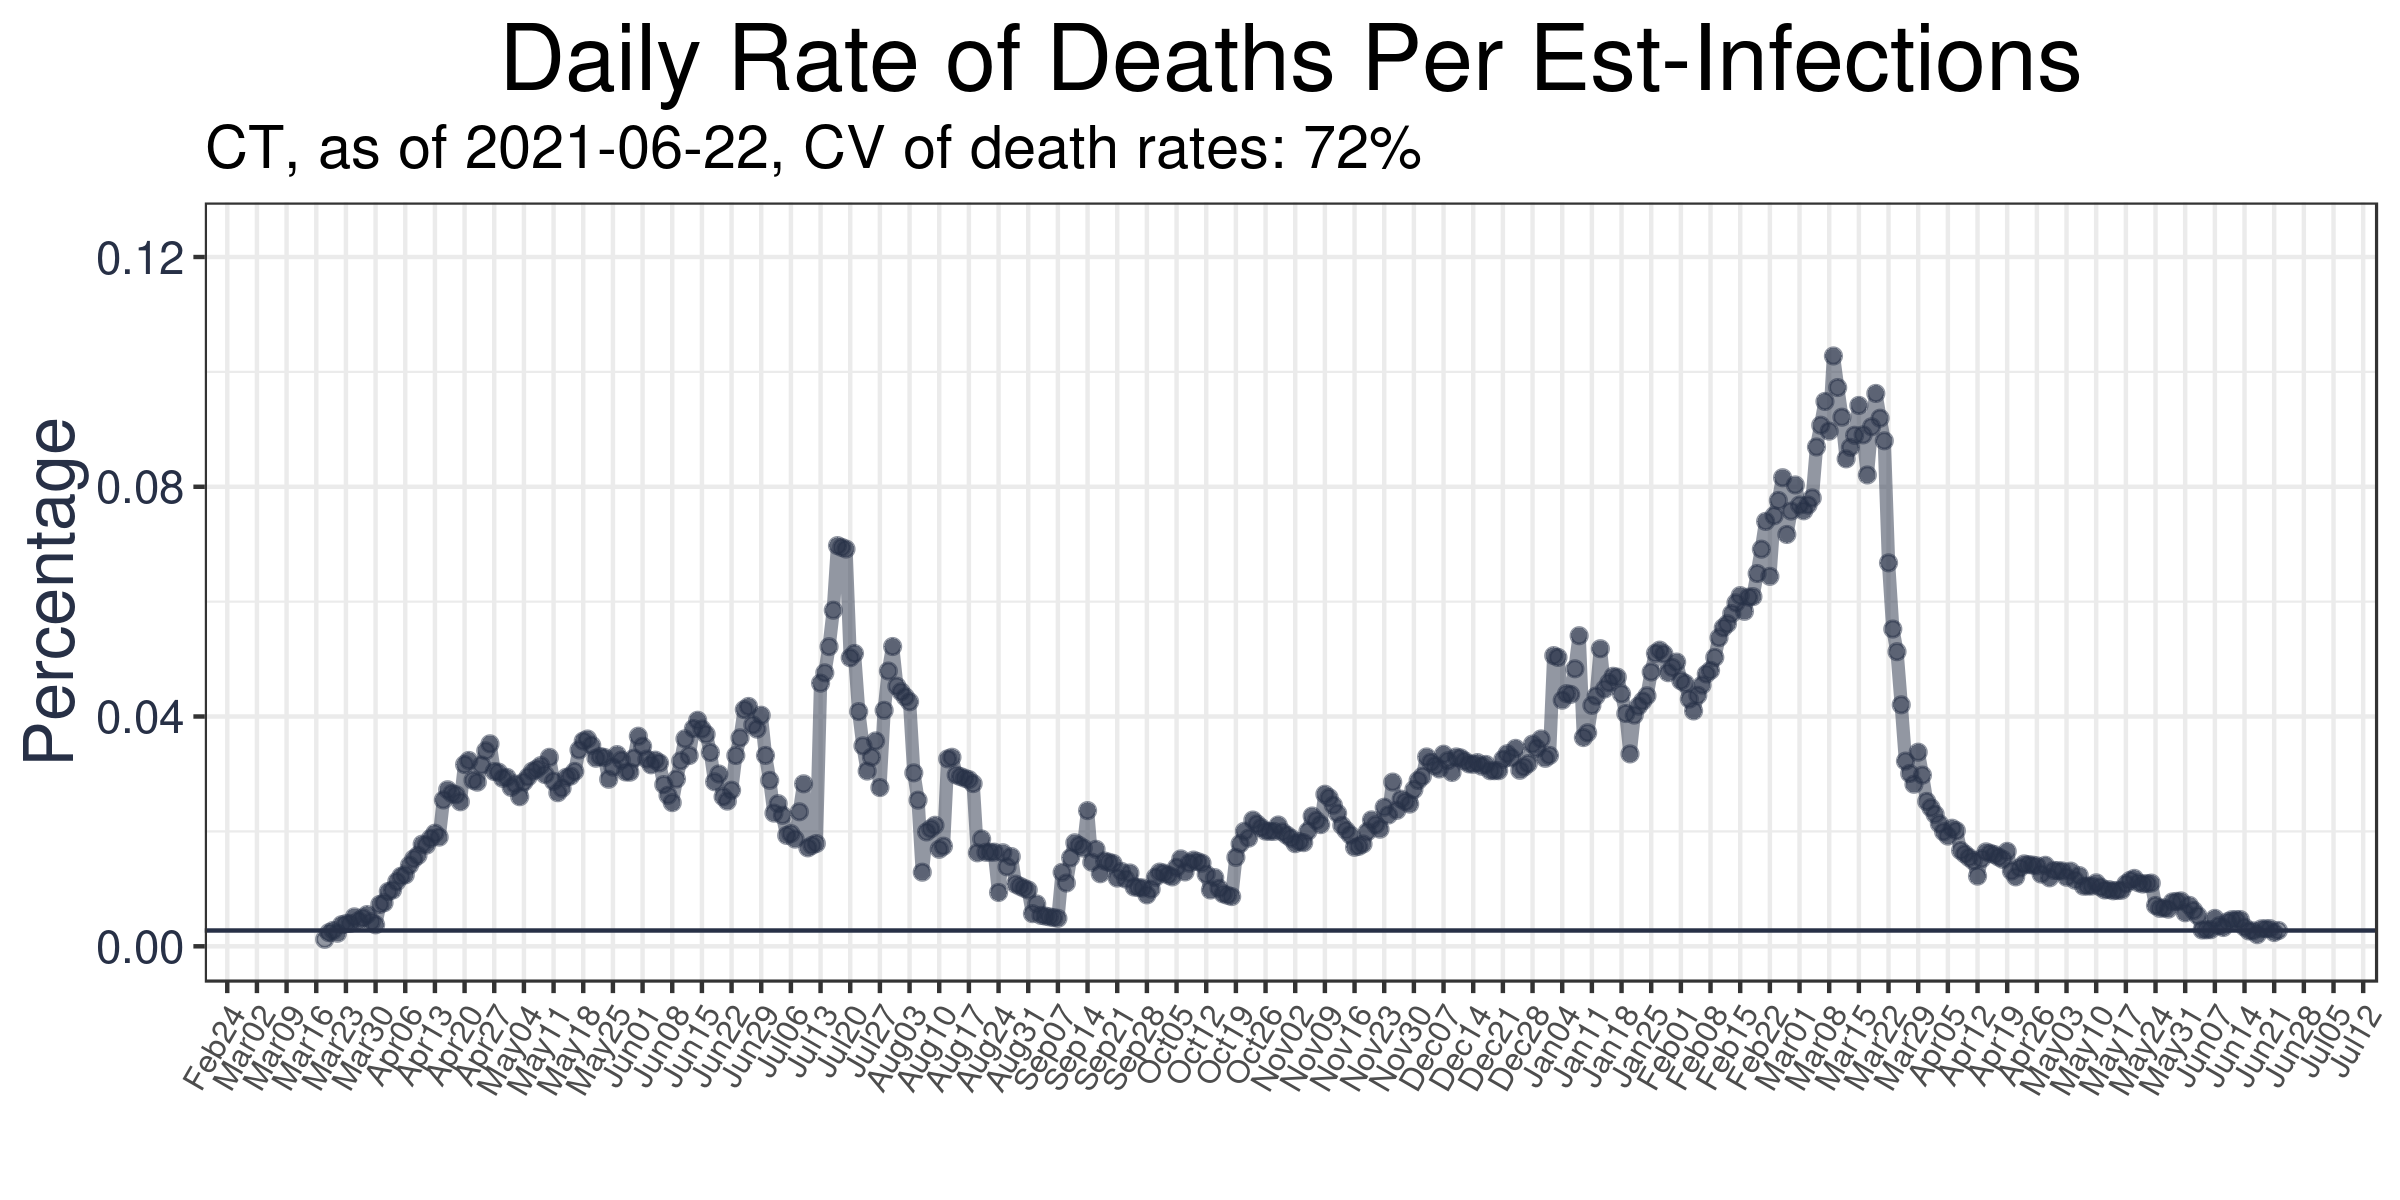 Daily Rate of Deaths Per Est-Infections
CT, as of 2021-06-22, CV of death rates: 72%
Percentage
0.12
0.08
0.04
0.00
Feb24
Mar02
Mar09
Mar16
Mar23
Mar30
Apr06
Apr13
Apr20
Apr27
May04
May11
May18
May25
Jun01
Jun08
Jun15
Jun22
Jun29
Jul06
Jul13
Jul20
Jul27
Aug03
Aug10
Aug17
Aug24
Aug31
Sep07
Sep14
Sep21
Sep28
Oct05
Oct12
Oct19
Oct26
Nov02
Nov09
Nov16
Nov23
Nov30
Dec07
Dec14
Dec21
Dec28
Dec04
Jan11
Jan18
Jan25
Feb01
Feb08
Feb15
Feb22
Mar01
Mar08
Mar15
Mar22
Mar29
Apr05
Apr12
Apr19
Apr26
May03
May10
May17
May24
May31
Jun07
Jun14
Jun21
Jun28
Jul05
Jul12